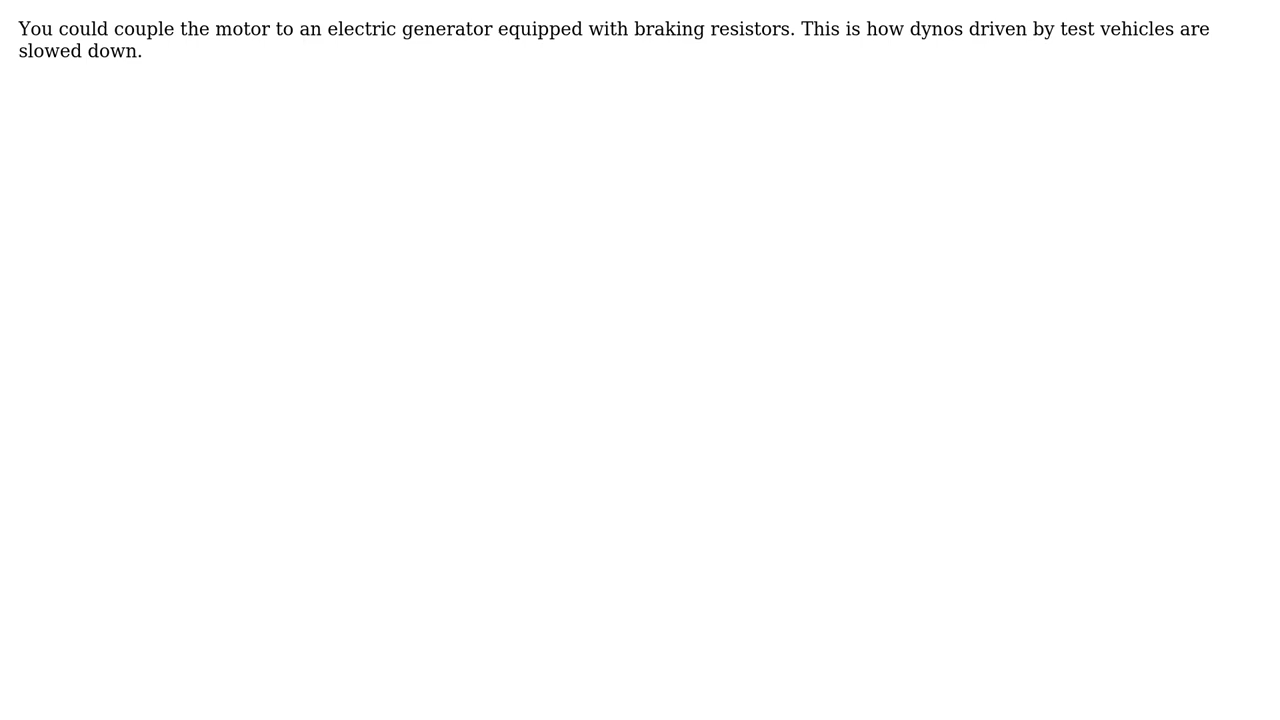 You could couple the motor to an electric generator equipped with braking resistors. This is how dynos driven by test vehicles are
slowed down.